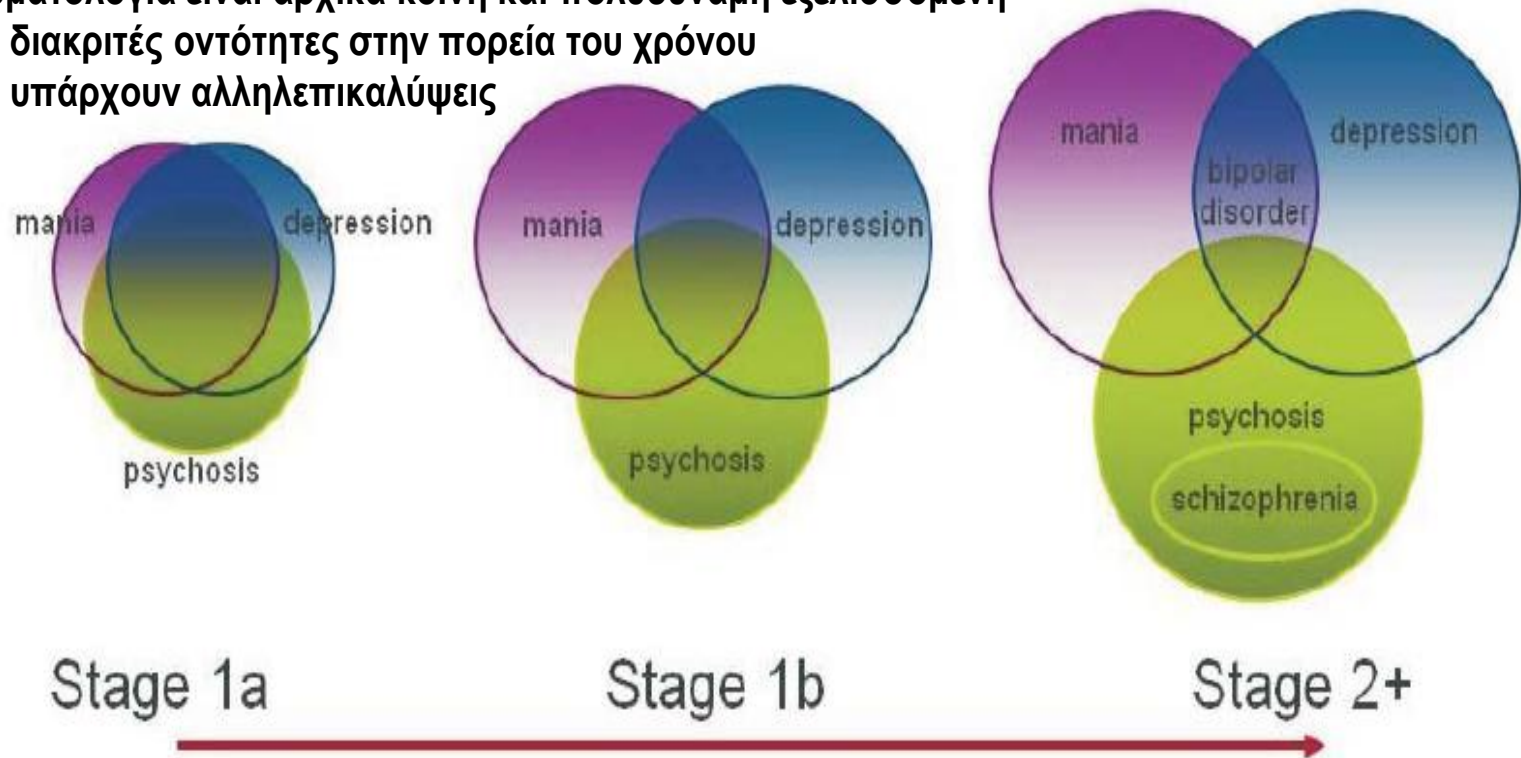 είναι αρχικά κοινή και πολυδύναμη εξελισσόμενη
διακριτές οντότητες στην πορεία του χρόνου
υπάρχουν αλληλεπικαλύψεις
mania
depression
psychosis
mania
depression
psychosis
mania
depression
bipolar
disorder
psychosis
schizophrenia
Stage 1a
Stage 1b
Stage 2+